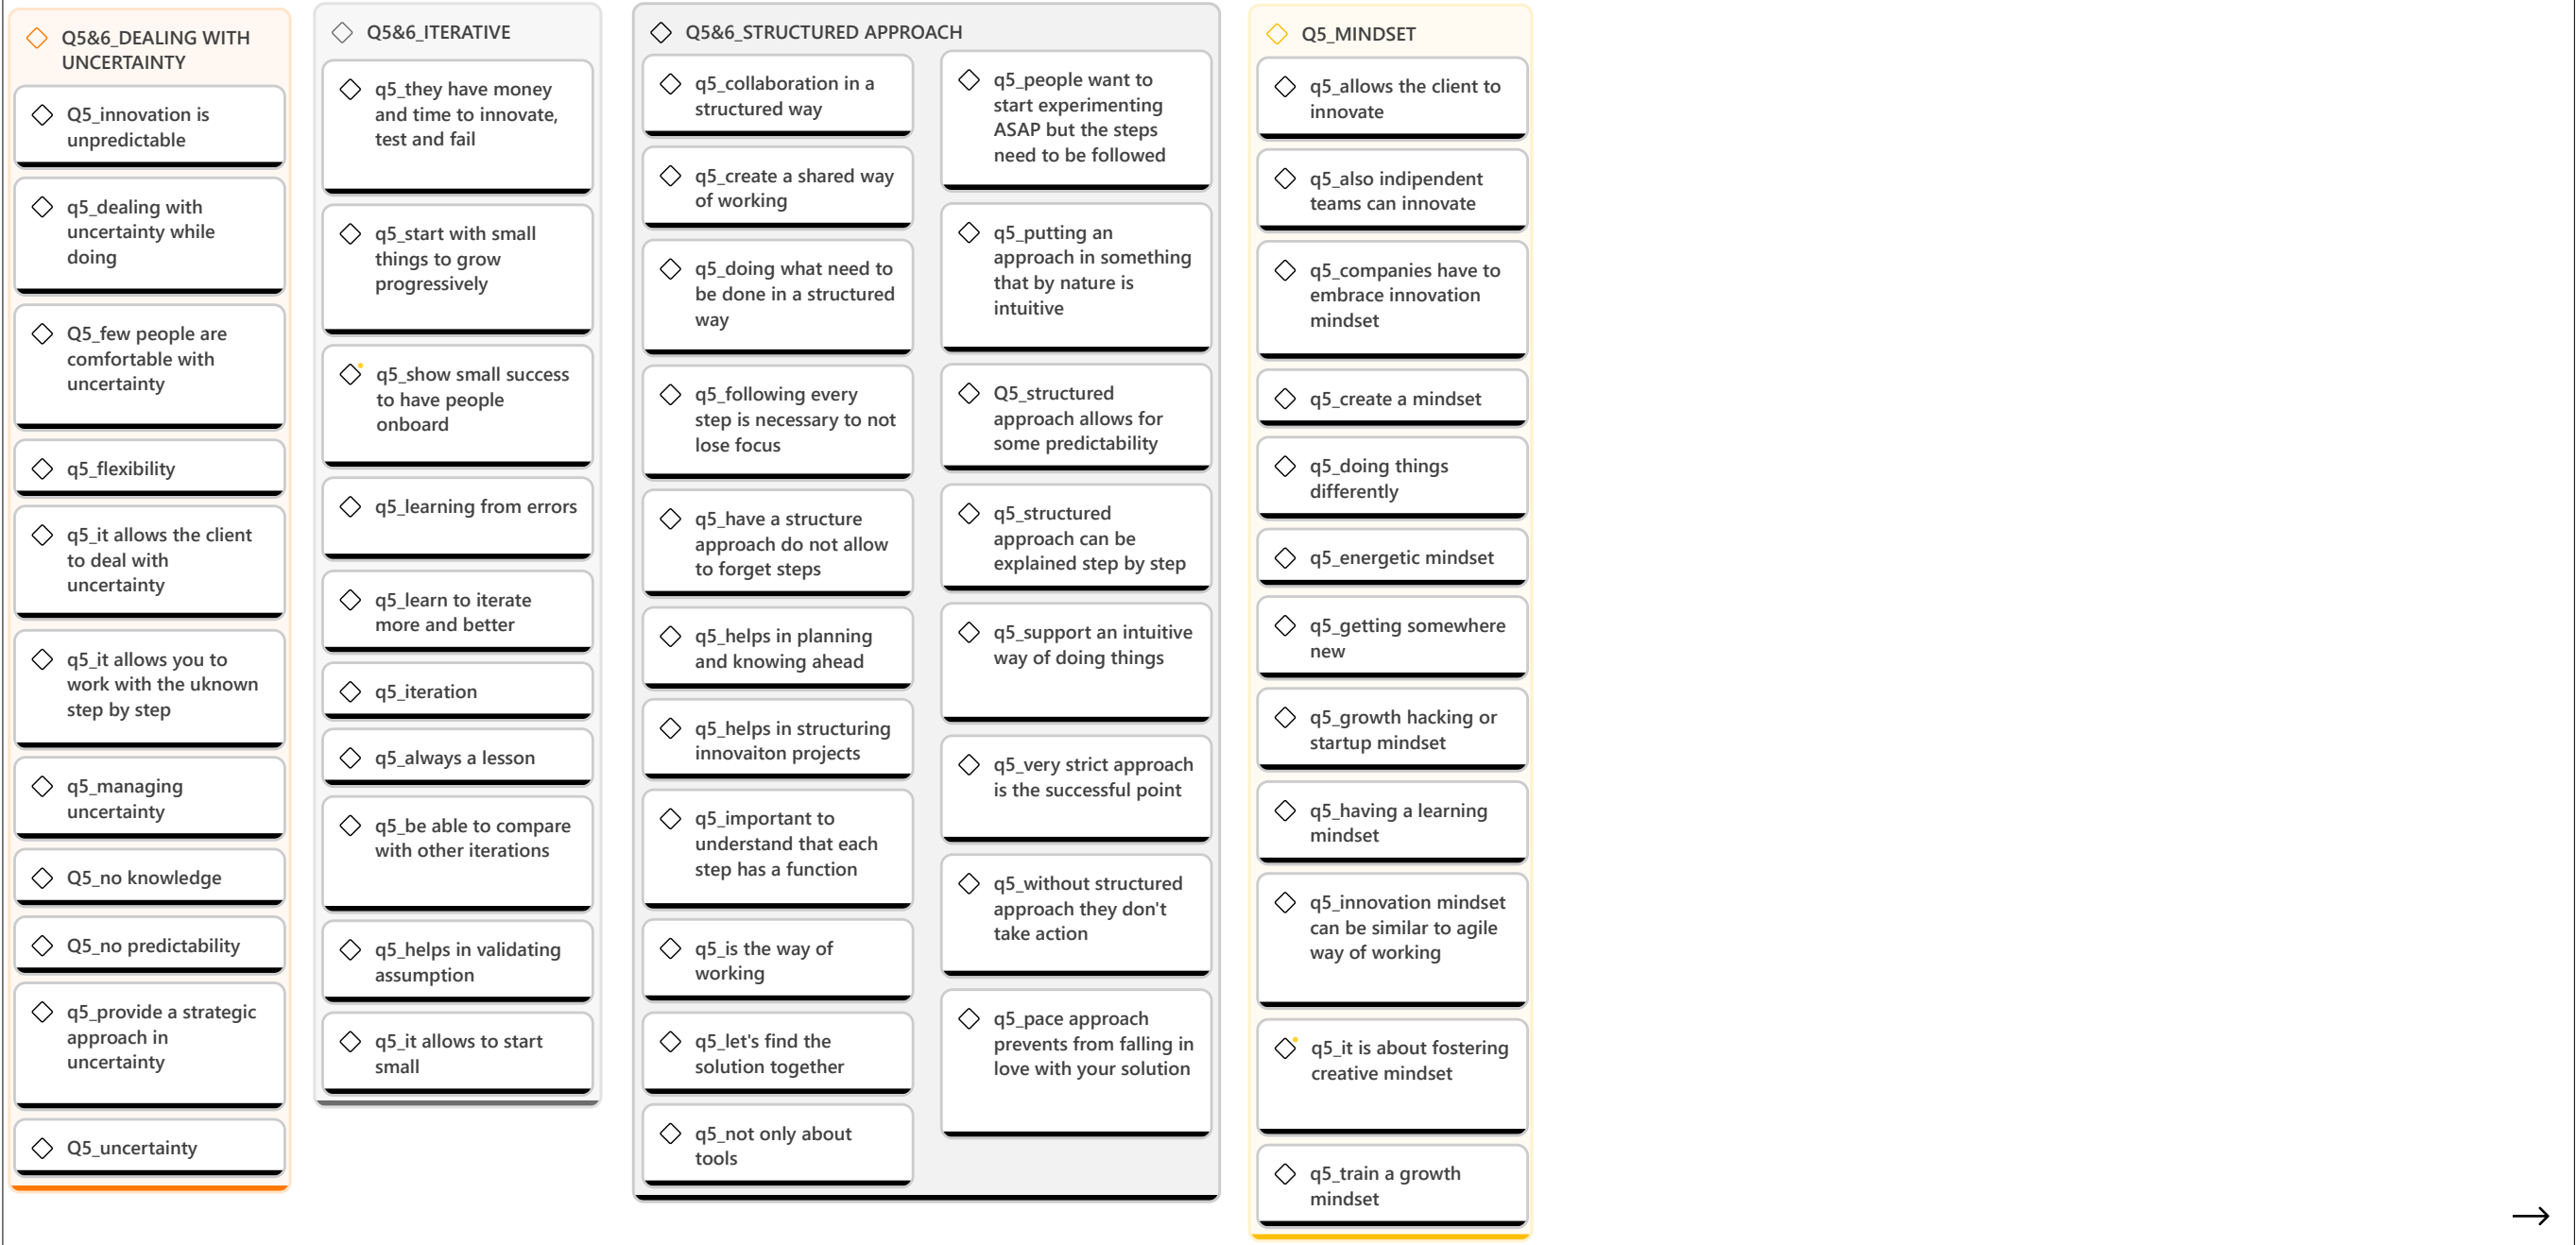 Q5&6_DEALING WITH
UNCERTAINTY
Q5_innovation is
unpredictable
q5_dealing with
uncertainty while
doing
Q5_few people are
comfortable with
uncertainty
q5_flexibility
q5_it allows the client
to deal with
uncertainty
q5_it allows you to
work with the uknown
step by step
q5_managing
uncertainty
Q5_no knowledge
Q5_no predictability
q5_provide a strategic
approach in
uncertainty
Q5_uncertainty
Q5&6_ITERATIVE
q5_they have money
and time to innovate,
test and fail
q5_start with small
things to grow
progressively
q5_show small success
to have people
onboard
q5_learning from errors
q5_learn to iterate
more and better
q5_iteration
q5_always a lesson
q5_be able to compare
with other iterations
q5_helps in validating
assumption
q5_it allows to start
small
Q5&6_STRUCTURED APPROACH
q5_collaboration in a
structured way
q5_create a shared way
of working
q5_doing what need to
be done in a structured
way
q5_following every
step is necessary to not
lose focus
q5_have a structure
approach do not allow
to forget steps
q5_helps in planning
and knowing ahead
q5_helps in structuring
innovaiton projects
q5_important to
understand that each
step has a function
q5_is the way of
working
q5_let's find the
solution together
q5_not only about
tools
q5_people want to
start experimenting
ASAP but the steps
need to be followed
q5_putting an
approach in something
that by nature is
intuitive
Q5_structured
approach allows for
some predictability
q5_structured
approach can be
explained step by step
q5_support an intuitive
way of doing things
q5_very strict approach
is the successful point
q5_without structured
approach they don't
take action
q5_pace approach
prevents from falling in
love with your solution
Q5_MINDSET
q5_allows the client to
innovate
q5_also indipendent
teams can innovate
q5_companies have to
embrace innovation
mindset
q5_create a mindset
q5_doing things
differently
q5_energetic mindset
q5_getting somewhere
new
q5_growth hacking or
startup mindset
q5_having a learning
mindset
q5_innovation mindset
can be similar to agile
way of working
q5_it is about fostering
creative mindset
q5_train a growth
mindset